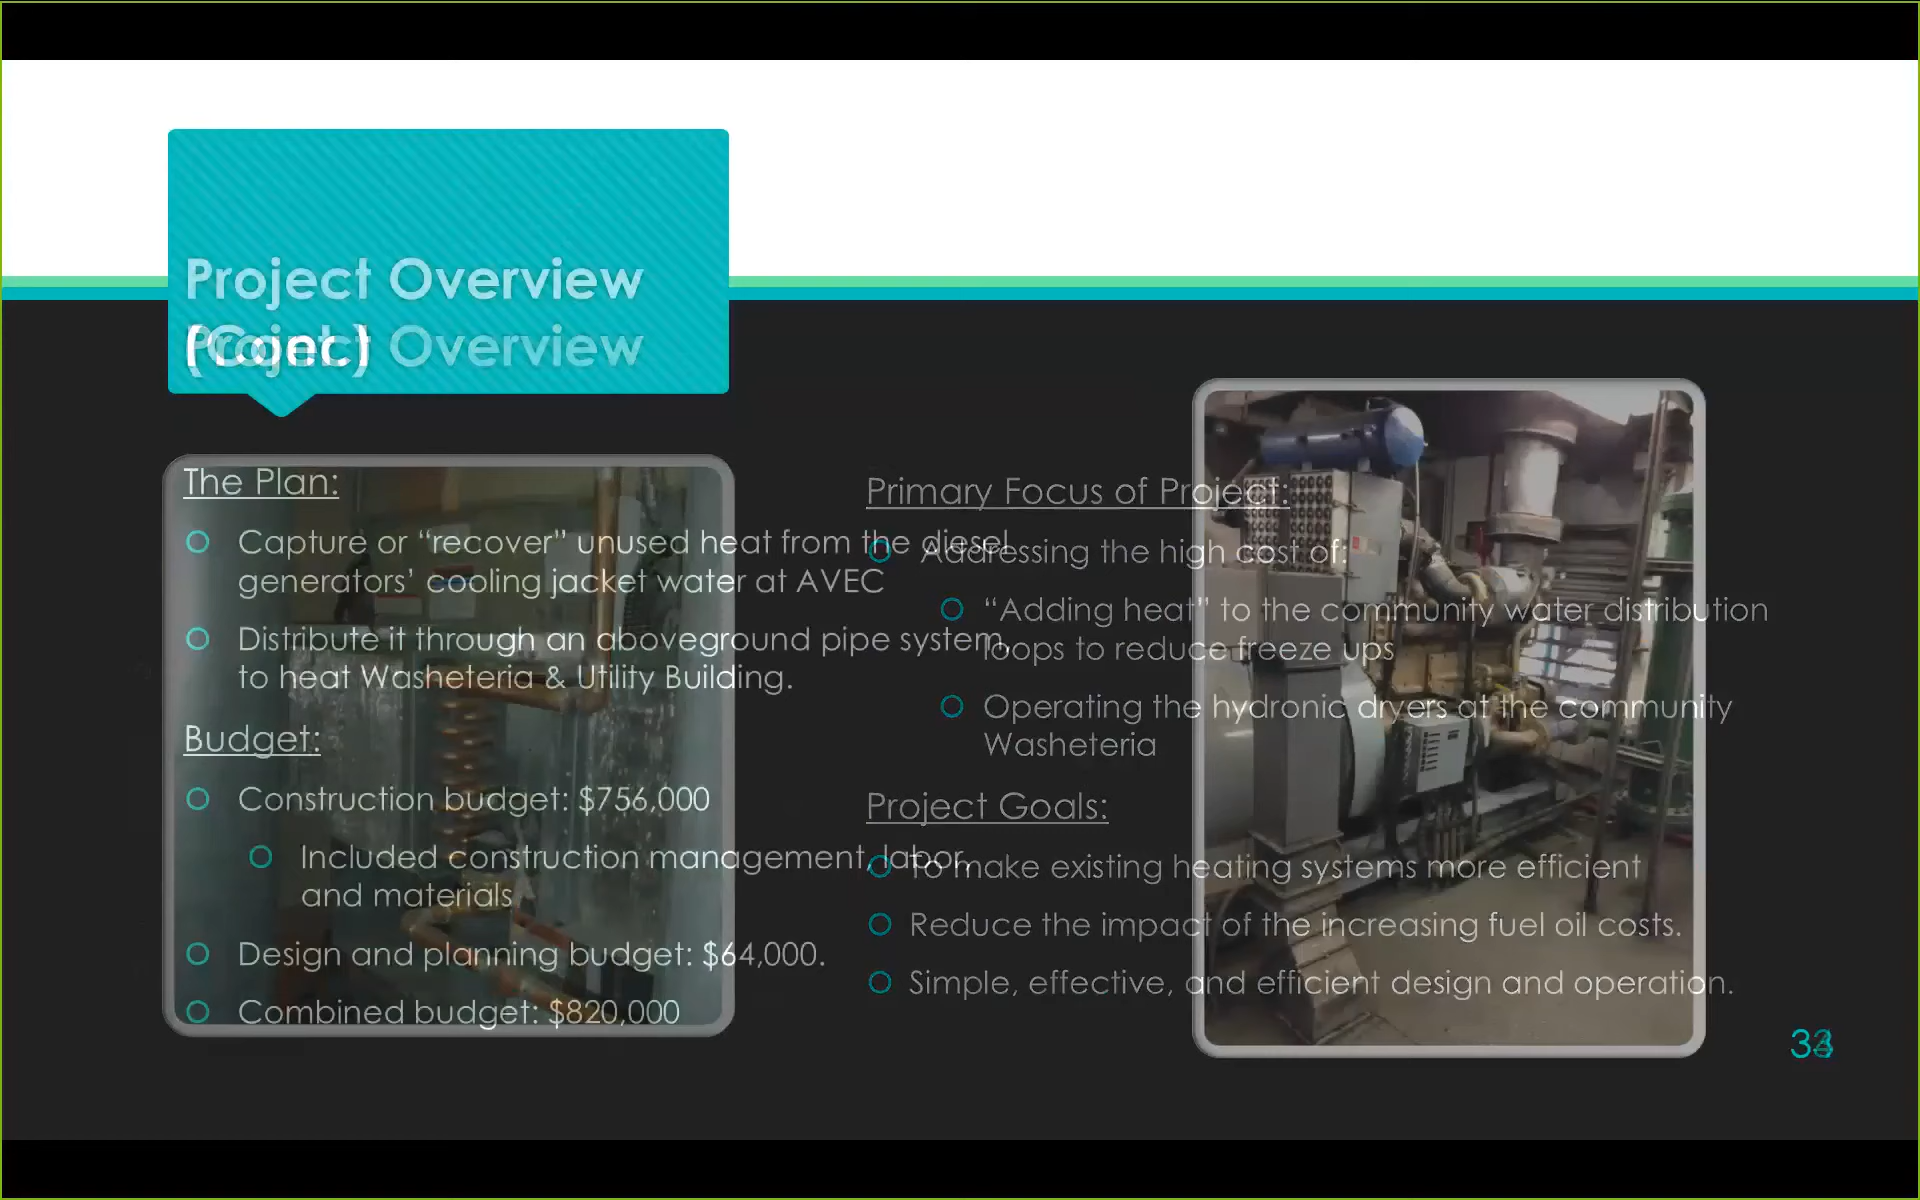 Project Overview
(Cont.)
Project Overview
The Plan:
Capture or “recover” unused heat from the diesel
generators’ cooling jacket water at AVEC
Distribute it through an aboveground pipe system,
to heat Washeteria & Utility Building.
Budget:
Construction budget: $756,000
Included construction management, labor,
and materials
Design and planning budget: $64,000.
Combined budget: $820,000
Primary Focus of Project:
Addressing the high cost of:
“Adding heat” to the community water distribution
loops to reduce freeze ups
Operating the hydronic dryers at the community
Washeteria
Project Goals:
To make existing heating systems more efficient
Reduce the impact of the increasing fuel oil costs.
Simple, effective, and efficient design and operation.